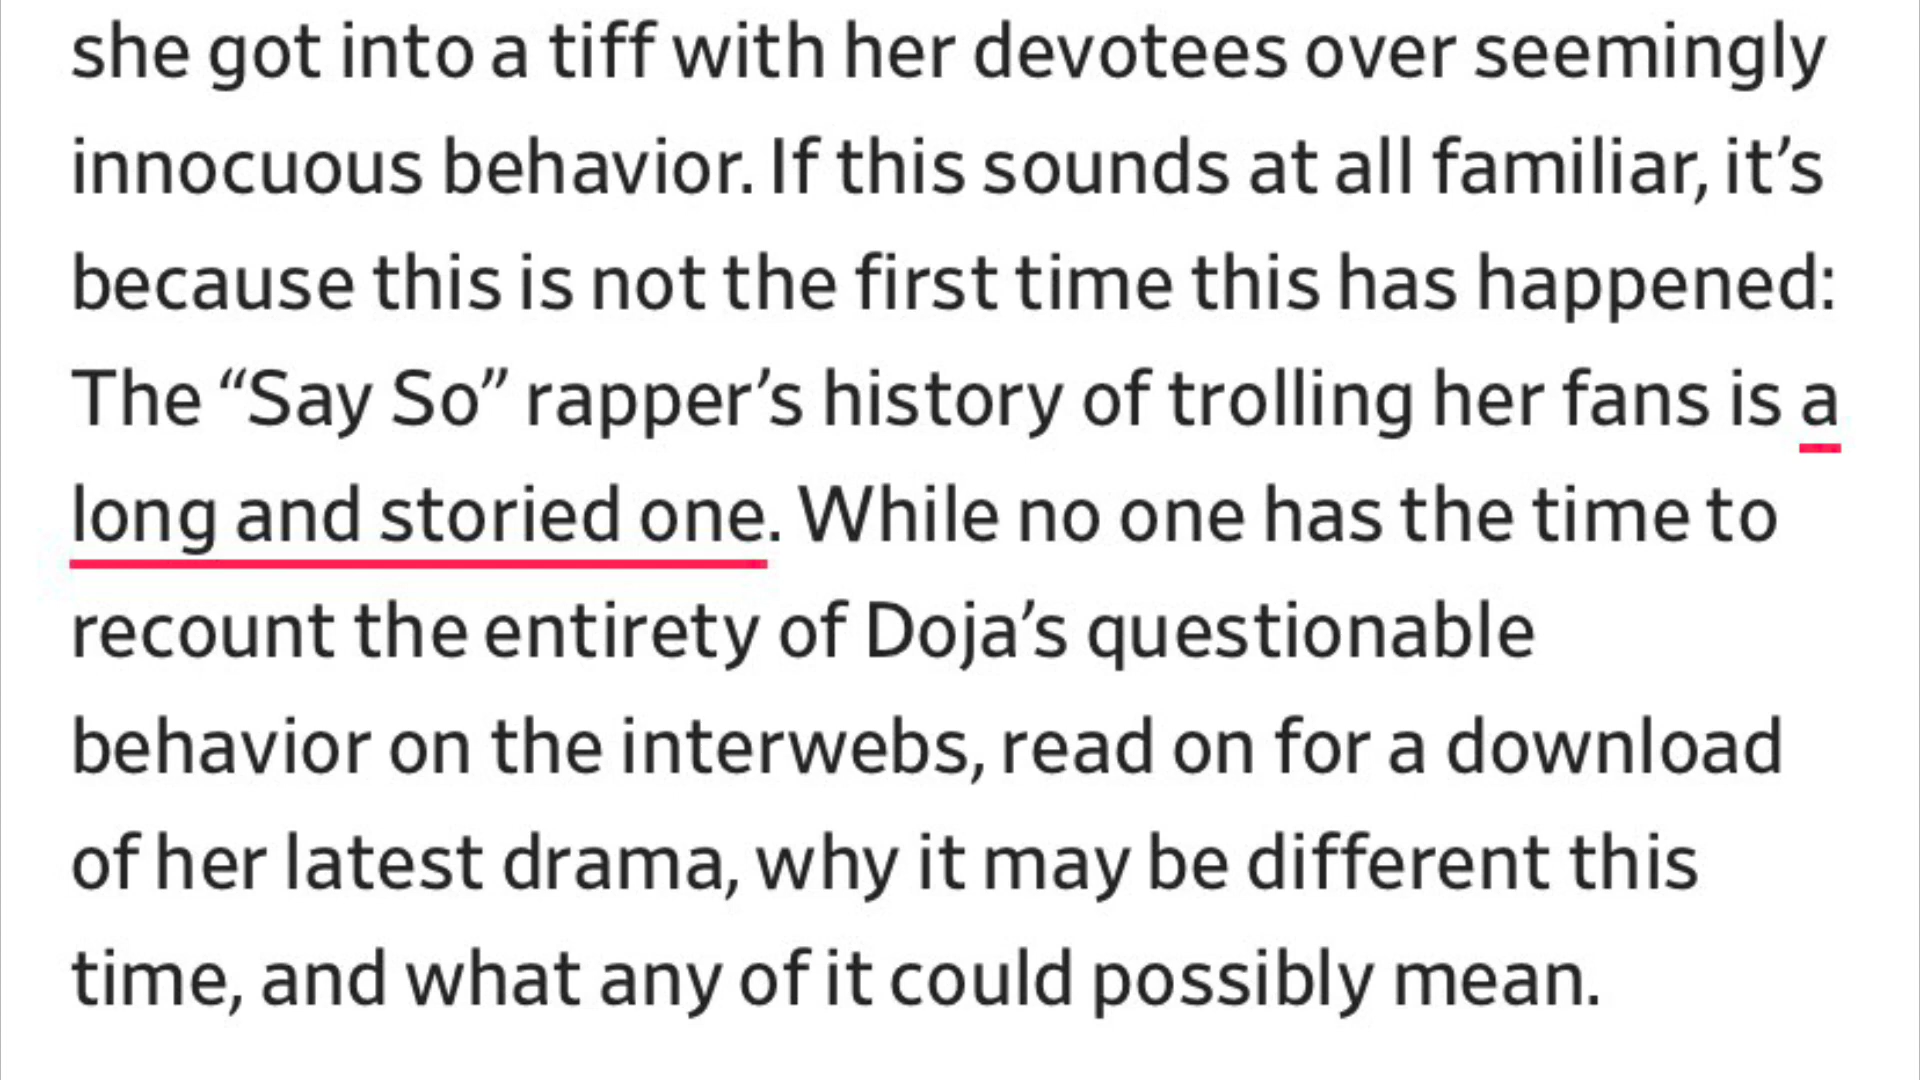 she got into a tiff with her devotees over seemingly
innocuous behavior. If this sounds at all familiar, it’s
because this is not the first time this has happened:
The “Say So” rapper’s history of trolling her fans is a
long and storied one. While no one has the time to
recount the entirety of Doja’s questionable
behavior on the interwebs, read on for a download
of her latest drama, why it may be different this
time, and what any of it could possibly mean.